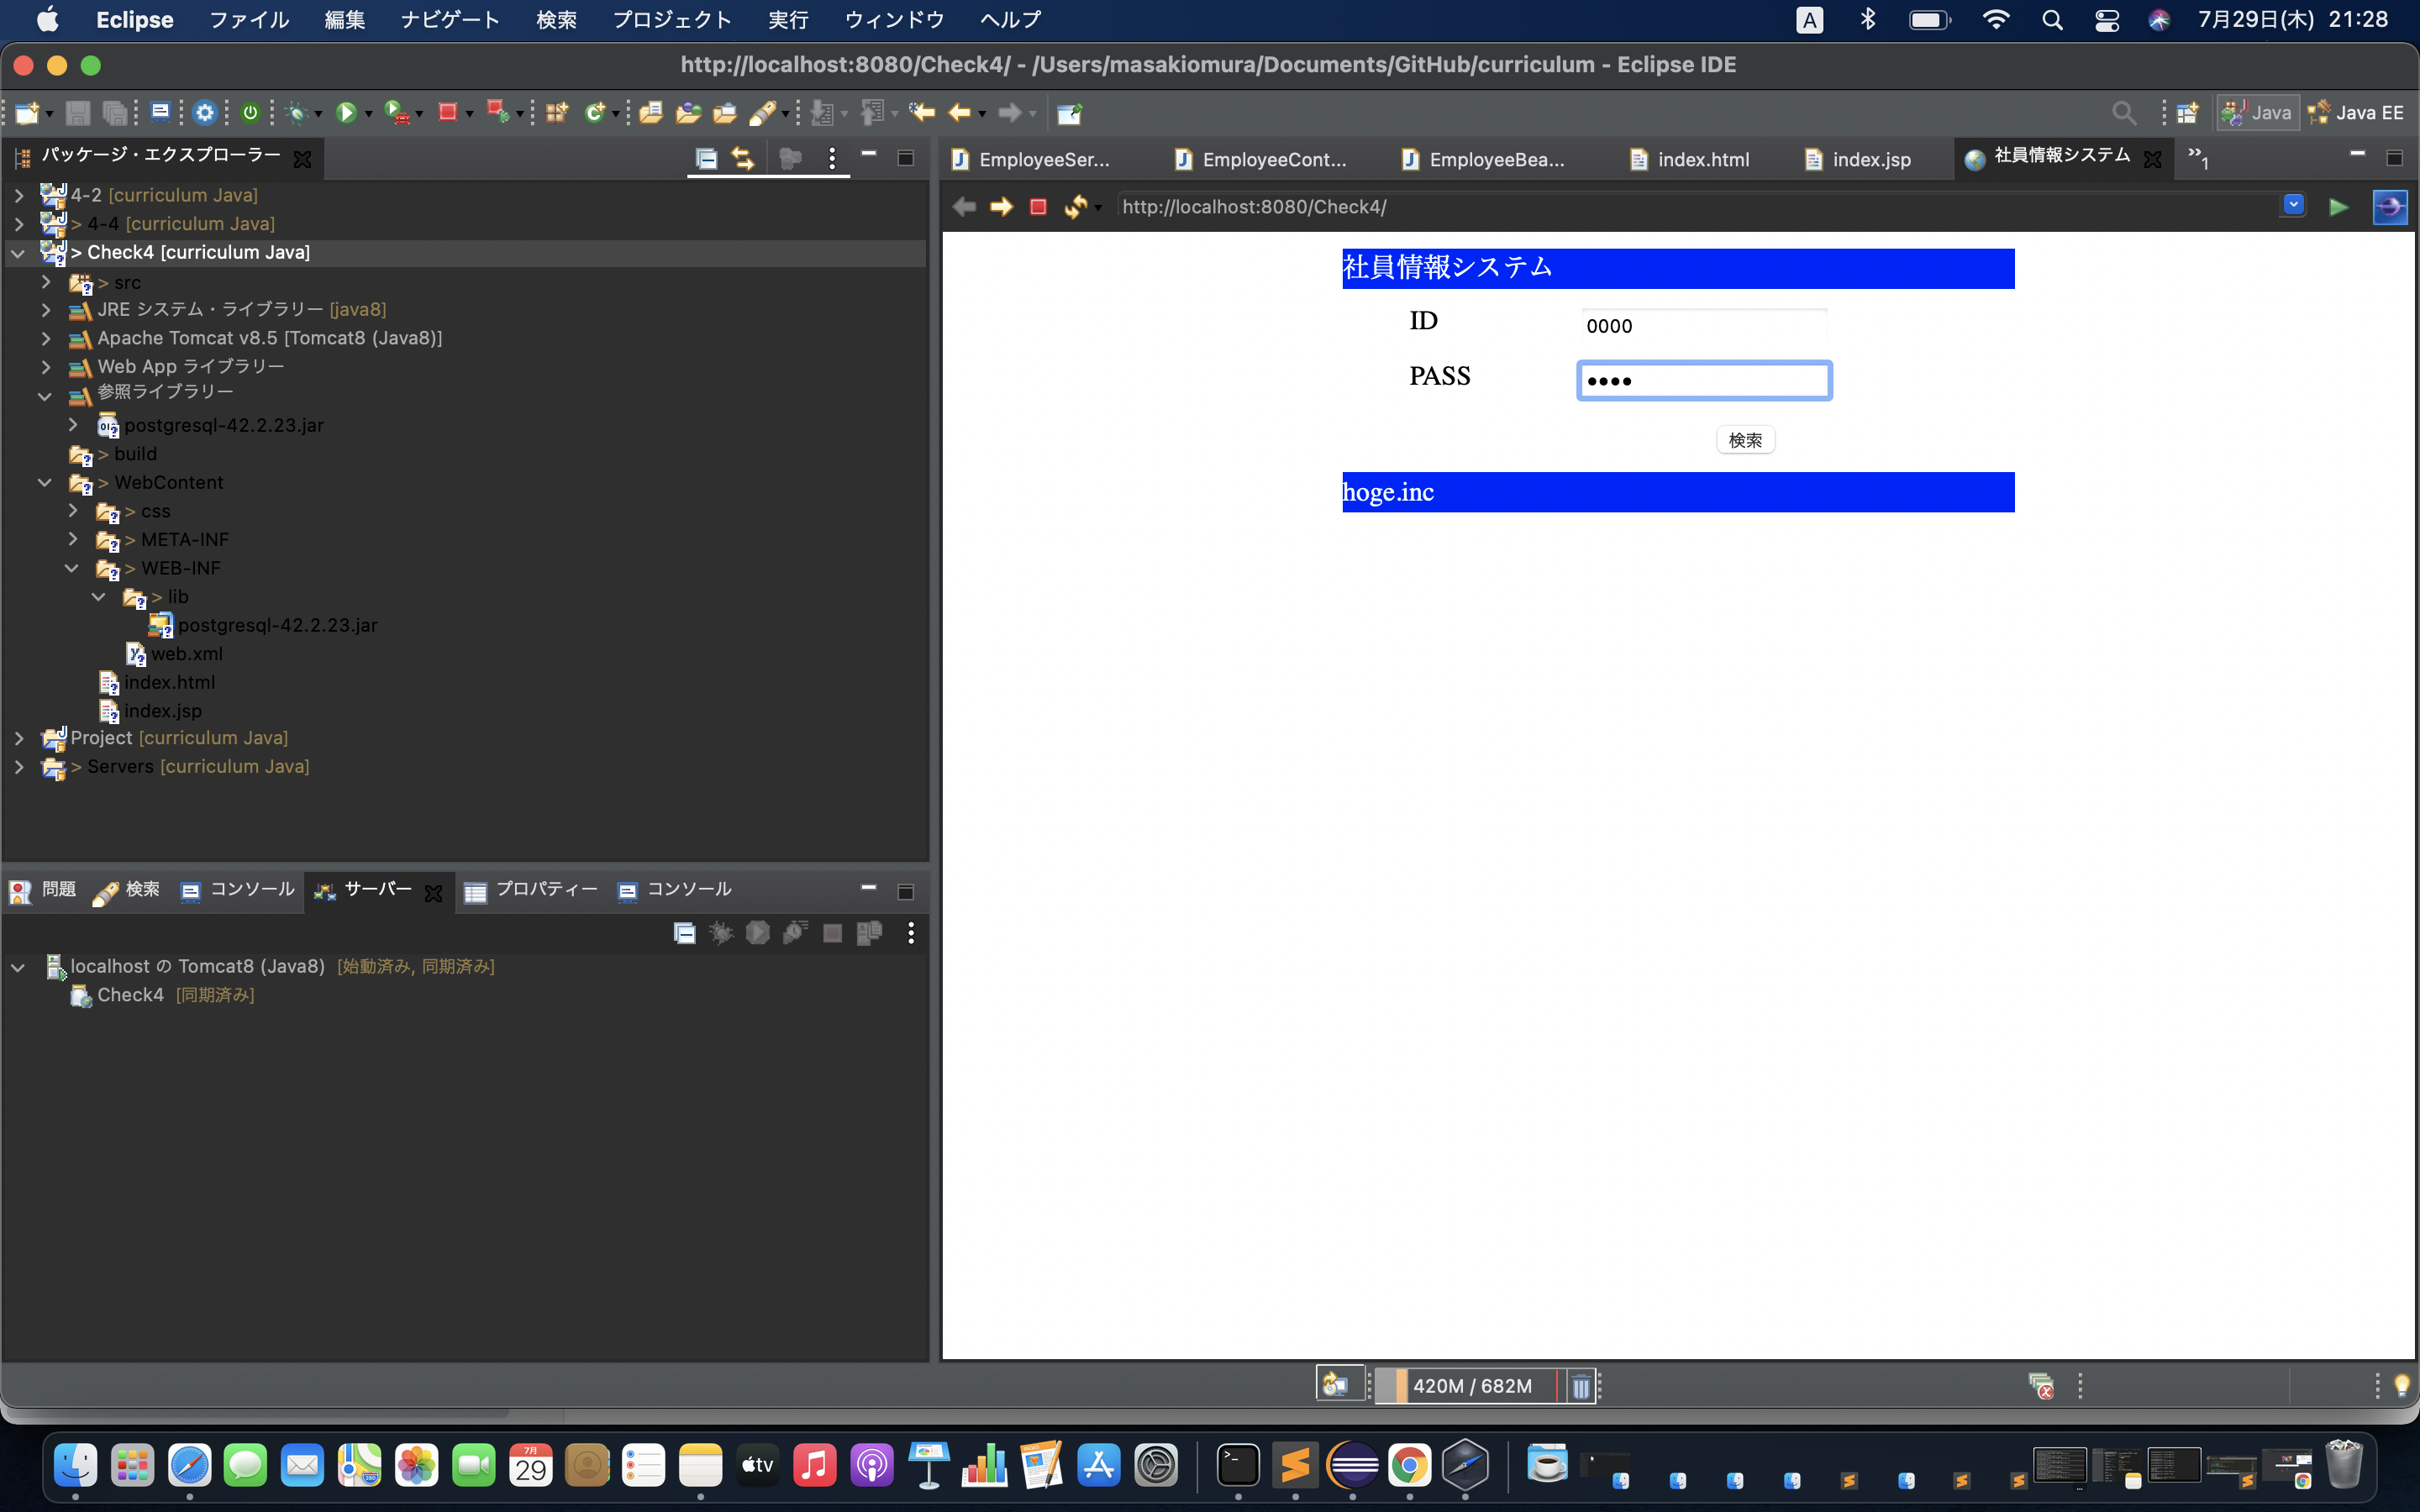 Eclipse ファイル 編集 ナビゲート 検索 プロジェクト 実行 ウィンドウ ヘルプ A 7月29日(木) 21:28
http://localhost:8080/Check4/ - /Users/masakiomura/Documents/GitHub/curriculum - Eclipse IDE
Java Java EE
パッケージ・エクスプローラー
4-2 [curriculum Java]
> 4-4 [curriculum Java]
> Check4 [curriculum Java]
> src
JRE システム・ライブラリー [java8]
Apache Tomcat v8.5 [Tomcat8 (Java8)]
Web App ライブラリー
参照ライブラリー
postgresql-42.2.23.jar
> build
> WebContent
> css
> META-INF
> WEB-INF
> lib
postgresql-42.2.23.jar
web.xml
index.html
index.jsp
Project [curriculum Java]
> Servers [curriculum Java]
問題 検索 コンソール サーバー プロパティー コンソール
localhost の Tomcat8 (Java8) [始動済み, 同期済み]
Check4 [同期済み]
EmployeeSer... EmployeeCont... EmployeeBea... index.html index.jsp 社員情報システム »1
http://localhost:8080/Check4/
社員情報システム
ID 0000
PASS ••••
検索
hoge.inc
420M / 682M
7月
29
tv